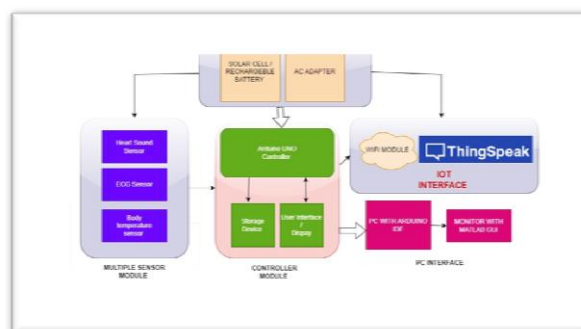 SOLAR CELL /
RECHARGEBLE
BATTERY
AC ADAPTER
Heart Sound
Sensor
ECG Sensor
Body
temperature
sensor
MULTIPLE SENSOR
MODULE
Arduino UNO
Controller
Storage
Device
User Interface
/
Dispay
CONTROLLER
MODULE
WIFI MODULE
ThingSpeak
IOT
INTERFACE
PC WITH ARDUINO
IDE
MONITOR WITH
MATLAB GUI
PC INTERFACE